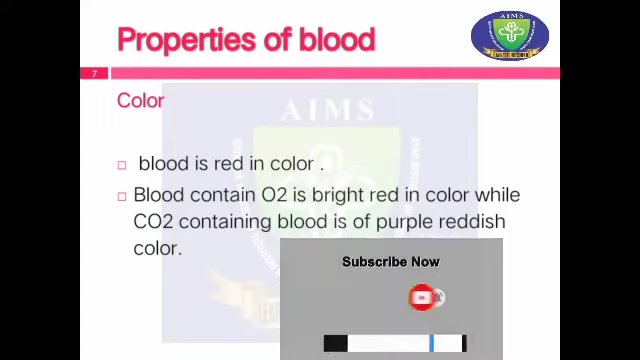 Properties of blood
AIMS
7
Color
AIMS
blood is red in color .
Blood contain O2 is bright red in color while
CO2 containing blood is of purple reddish
color.
Subscribe Now